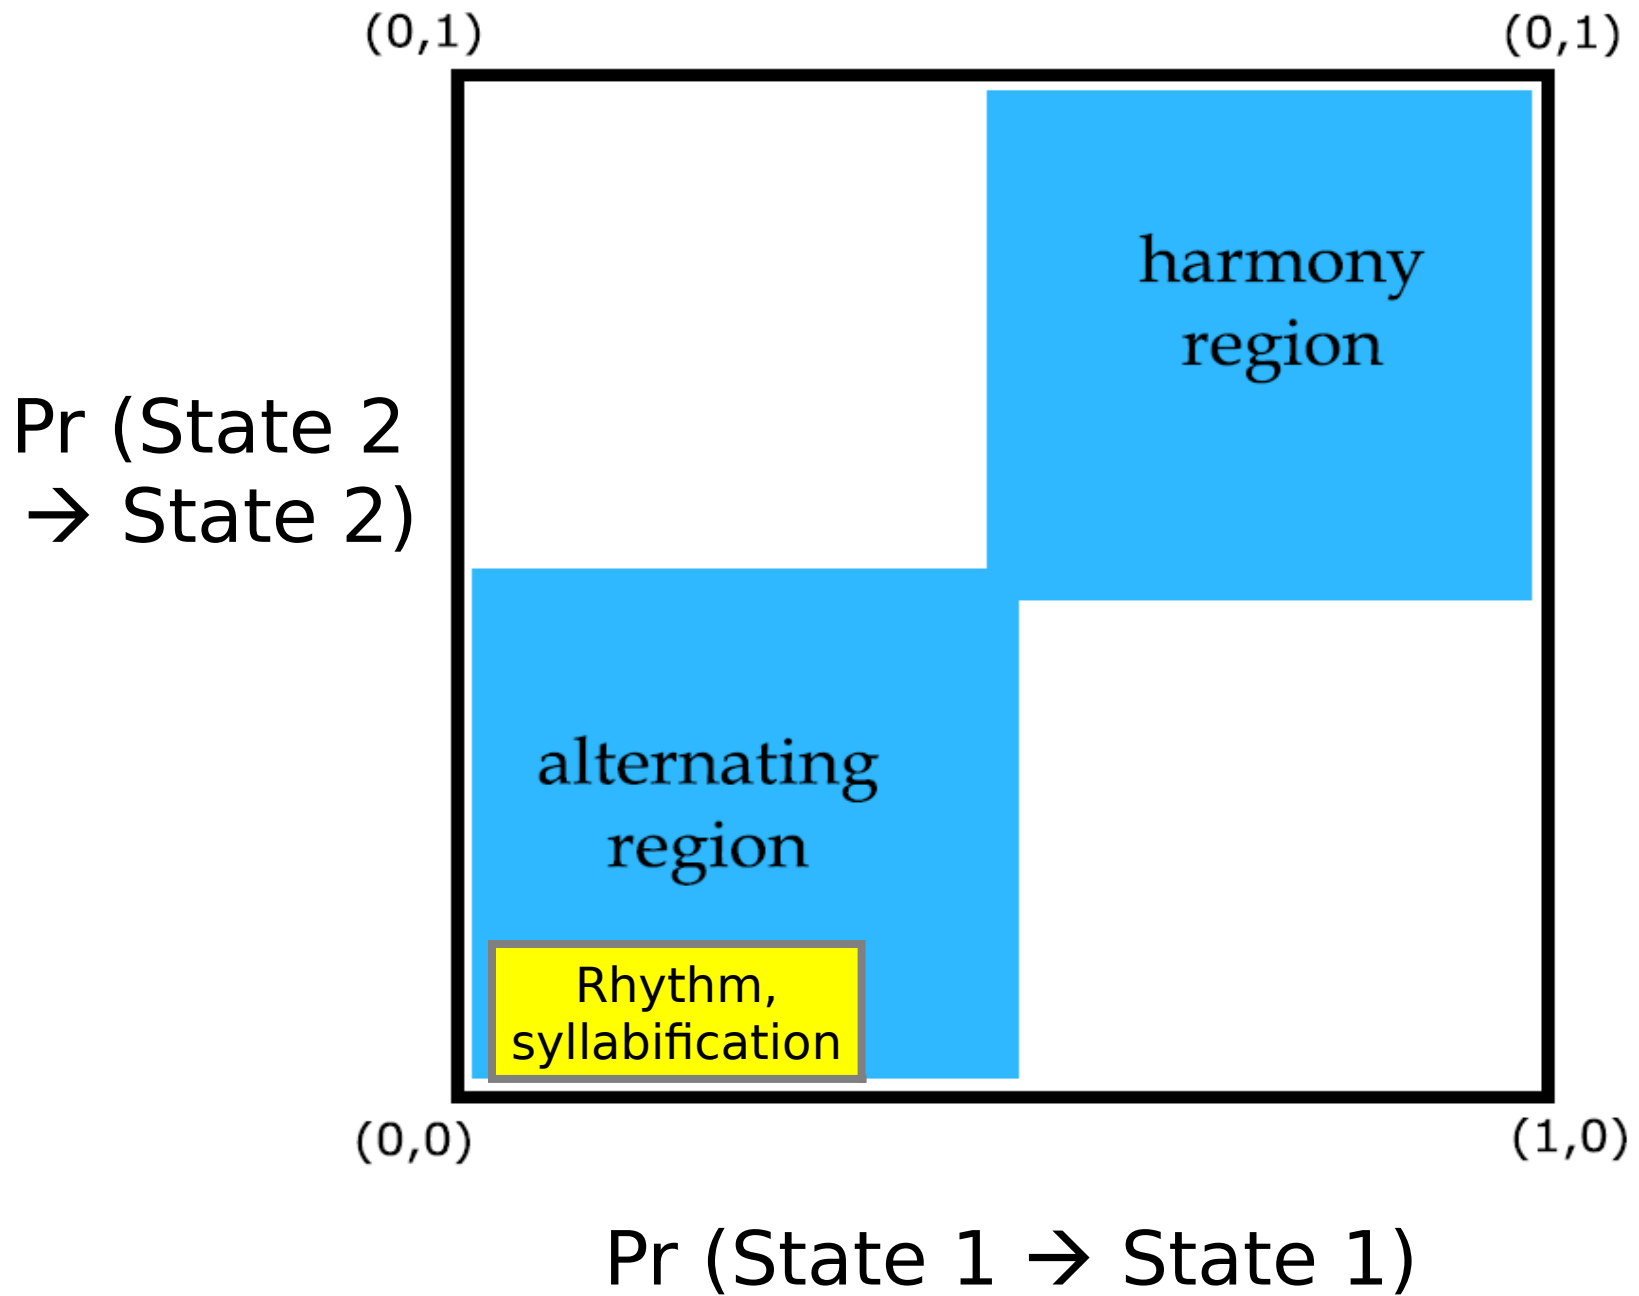 (0,1)
(0,1)
harmony
region
Pr (State 2
→ State 2)
alternating
region
Rhythm,
syllabification
(0,0)
(1,0)
Pr (State 1 → State 1)